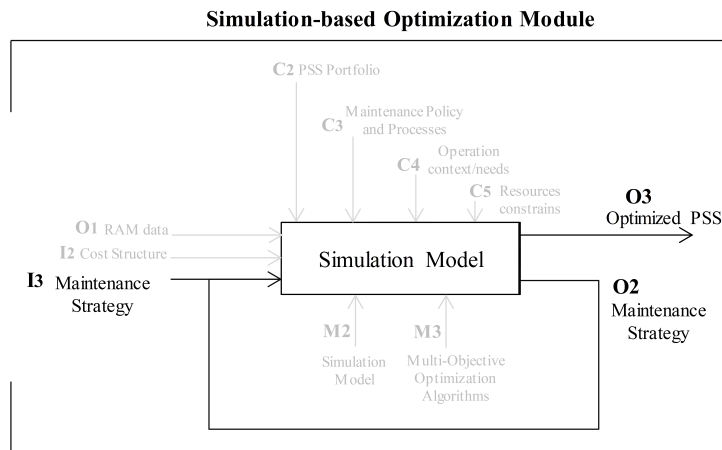 Simulation-based Optimization Module
C2 PSS Portfolio
C3 Maintenance Policy
and Processes
C4 Operation
context/needs
C5 Resources
constrains
O1 RAM data
I2 Cost Structure
I3 Maintenance
Strategy
Simulation Model
O3
Optimized PSS
O2
Maintenance
Strategy
M2
Simulation
Model
M3
Multi-Objective
Optimization
Algorithms